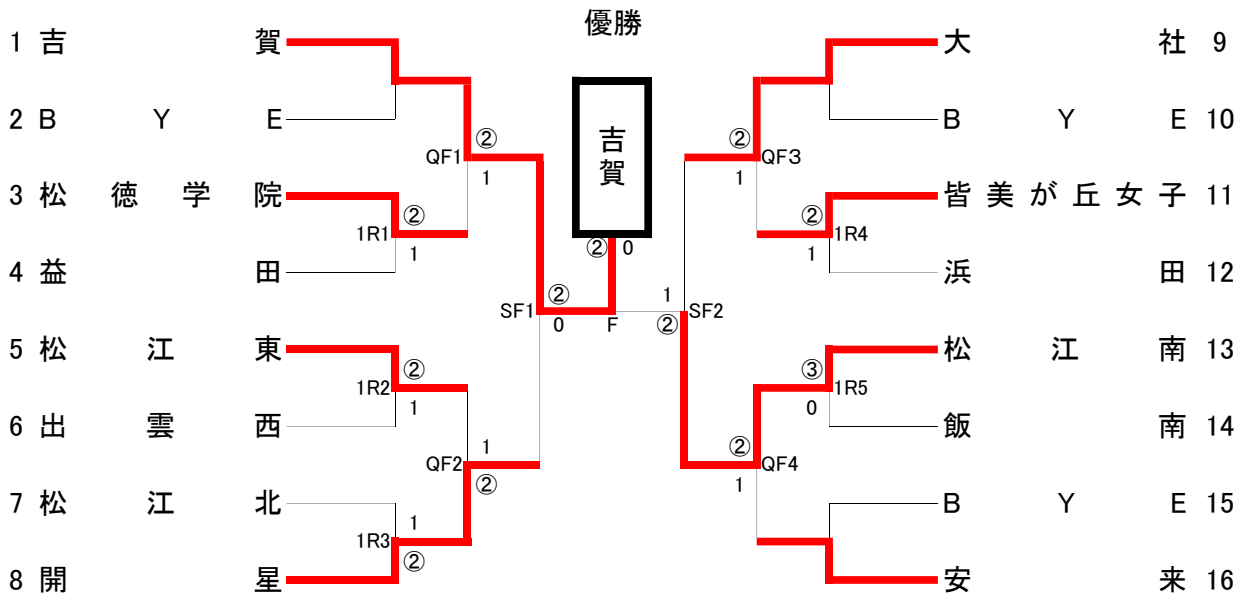 優勝
吉賀
1 吉賀
2 BYE
3 松徳学院
4 益田
5 松江東
6 出雲西
7 松江北
8 開星
QF1
②
1
1R1
②
1
SF1
②
0
1R2
②
1
QF2
1
②
1R3
1
②
②
0
F
1
②
SF2
②
1
QF3
②
1
1R4
③
0
1R5
②
1
QF4
大社 9
BYE 10
皆美が丘女子 11
浜田 12
松江南 13
飯南 14
BYE 15
安来 16